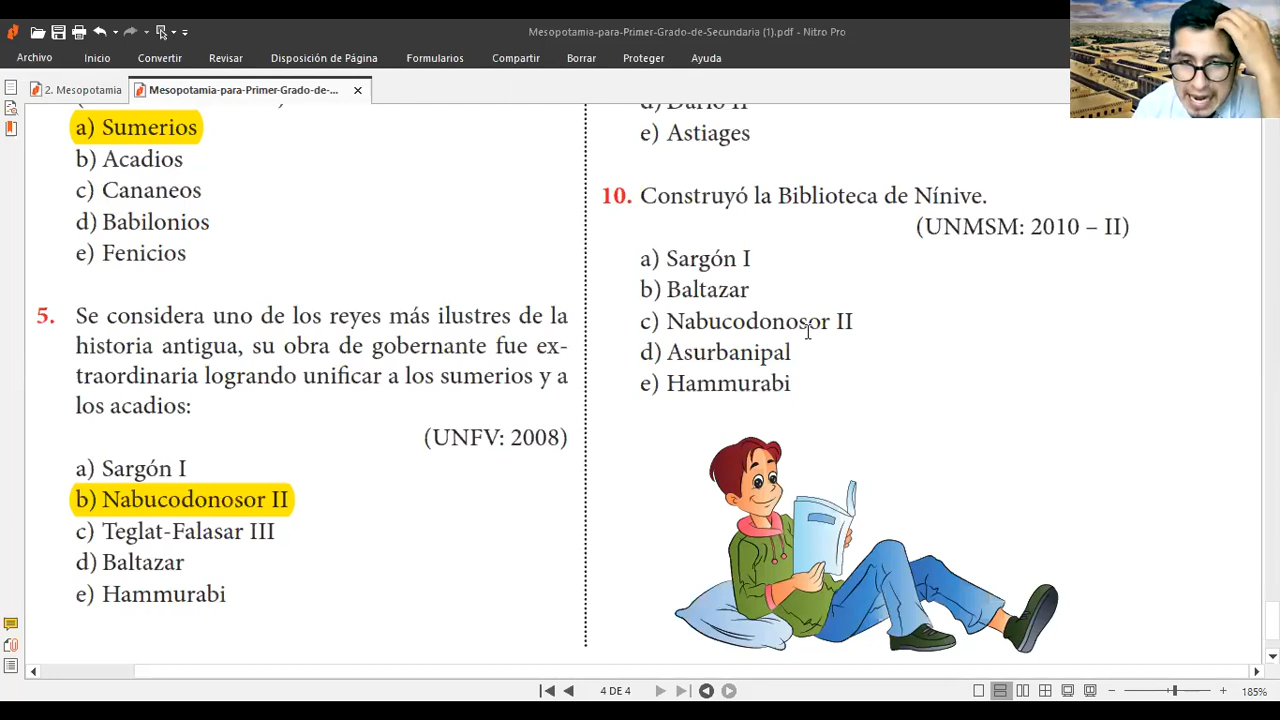 Mesopotamia-para-Primer-Grado-de-Secundaria (1).pdf - Nitro Pro
Archivo Inicio Convertir Revisar Disposición de Página Formularios Compartir Borrar Proteger Ayuda
2. Mesopotamia Mesopotamia-para-Primer-Grado-de-...
a) Sumerios
b) Acadios
c) Cananeos
d) Babilonios
e) Fenicios
5. Se considera uno de los reyes más ilustres de la
historia antigua, su obra de gobernante fue ex-
traordinaria logrando unificar a los sumerios y a
los acadios:
(UNFV: 2008)
a) Sargón I
b) Nabucodonosor II
c) Teglat-Falasar III
d) Baltazar
e) Hammurabi
d) Darío II
e) Astiages
10. Construyó la Biblioteca de Nínive.
(UNMSM: 2010 – II)
a) Sargón I
b) Baltazar
c) Nabucodonosor II
d) Asurbanipal
e) Hammurabi
4 DE 4
185%